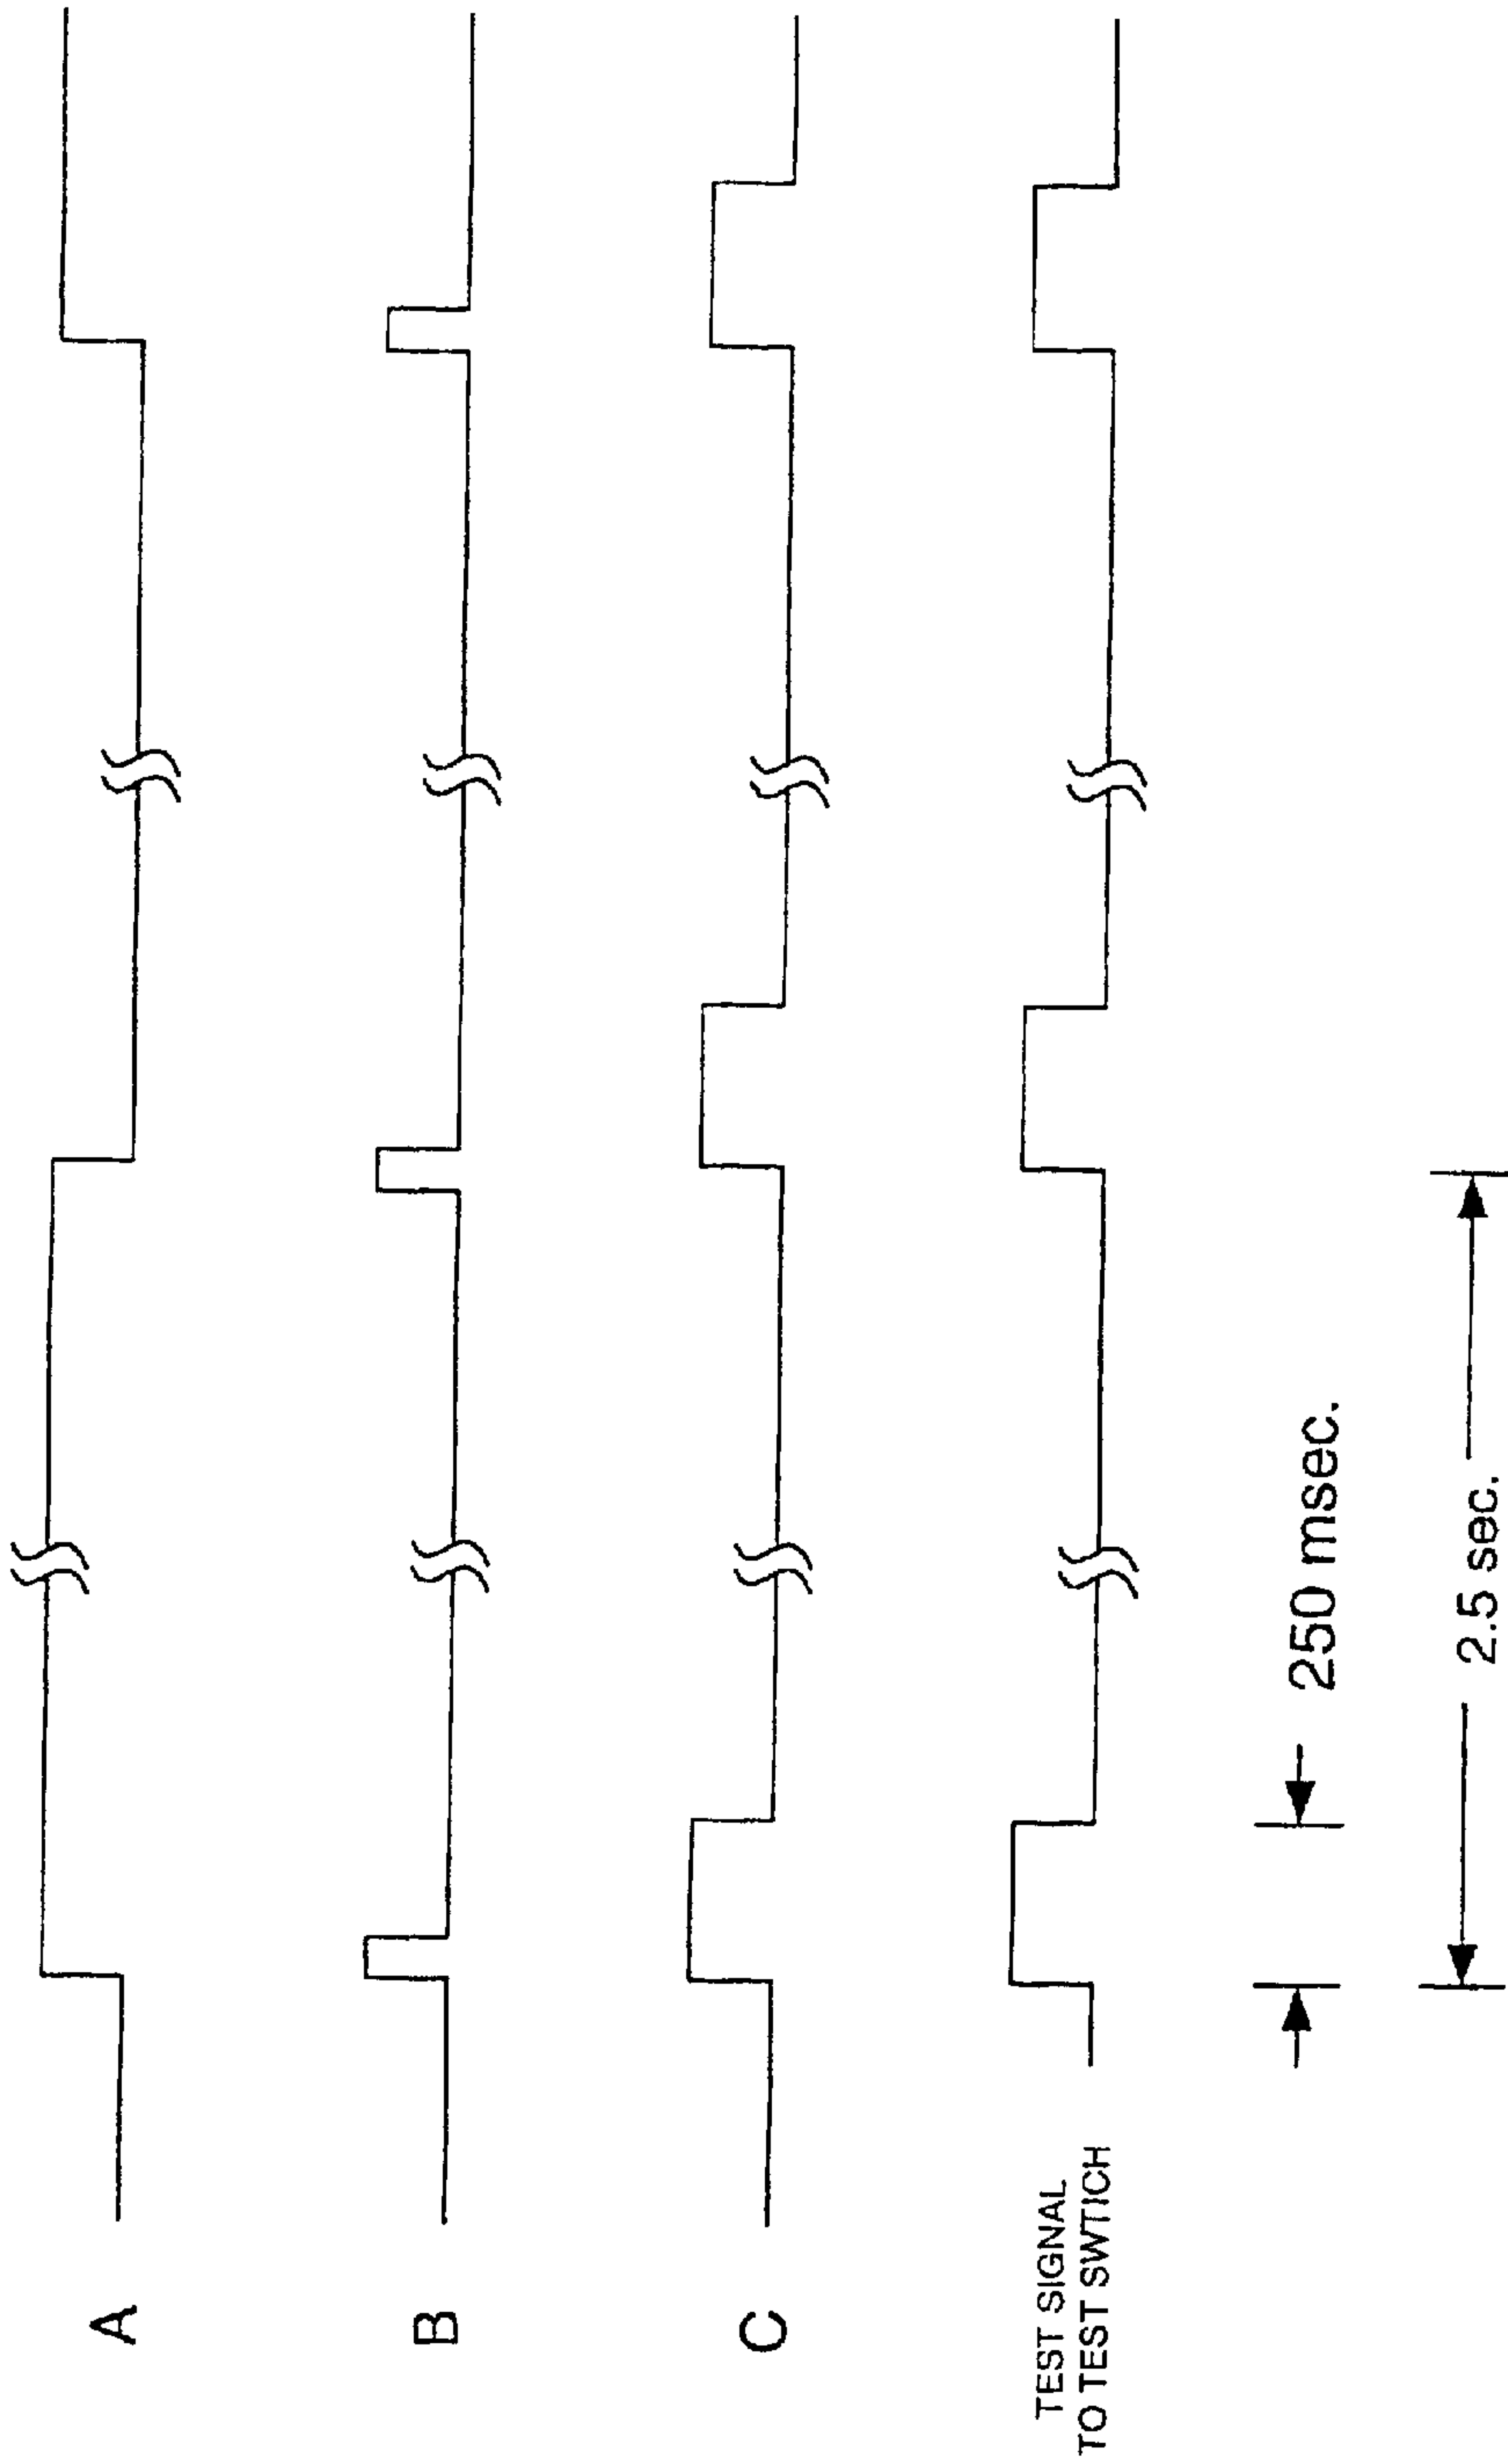 A
B
C
TEST SIGNAL
TO TEST SWTICH
250 msec.
2.5 sec.